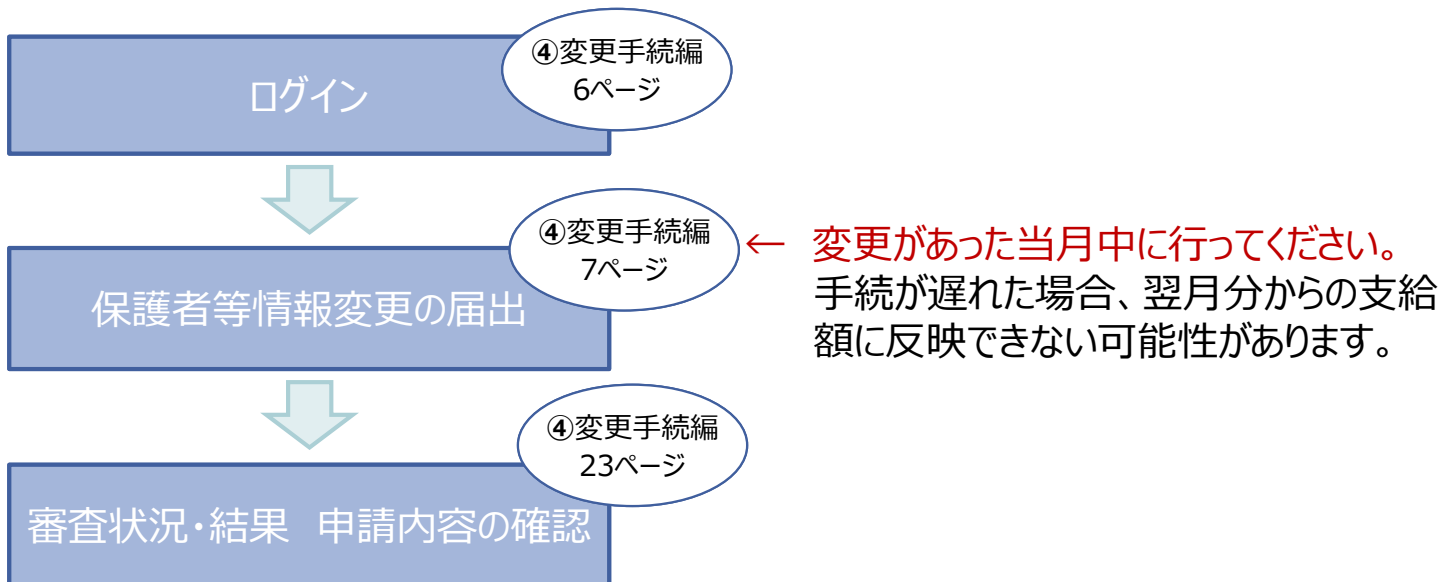 ④変更手続編
6ページ
ログイン
④変更手続編
7ページ
← 変更があった当月中に行ってください。
手続が遅れた場合、翌月分からの支給
額に反映できない可能性があります。
保護者等情報変更の届出
④変更手続編
23ページ
審査状況・結果　申請内容の確認